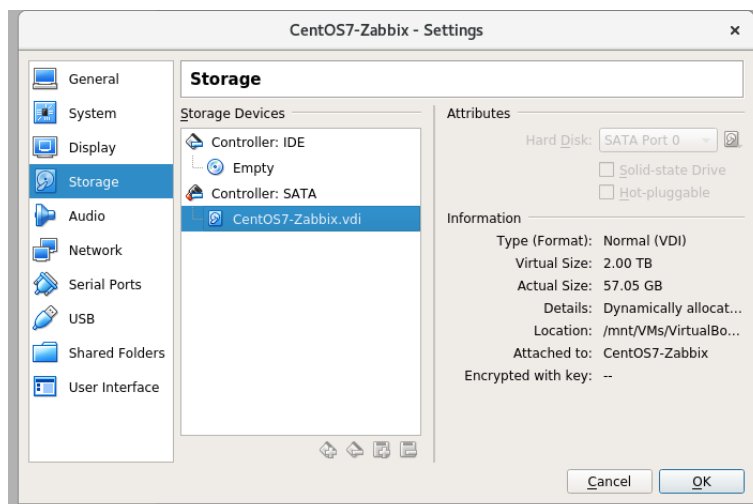 CentOS7-Zabbix - Settings
General
System
Display
Storage
Audio
Network
Serial Ports
USB
Shared Folders
User Interface
Storage
Storage Devices
Controller: IDE
Empty
Controller: SATA
CentOS7-Zabbix.vdi
Attributes
Hard Disk: SATA Port 0
Solid-state Drive
Hot-pluggable
Information
Type (Format): Normal (VDI)
Virtual Size: 2.00 TB
Actual Size: 57.05 GB
Details: Dynamically allocat...
Location: /mnt/VMs/VirtualBo...
Attached to: CentOS7-Zabbix
Encrypted with key: --
Cancel OK